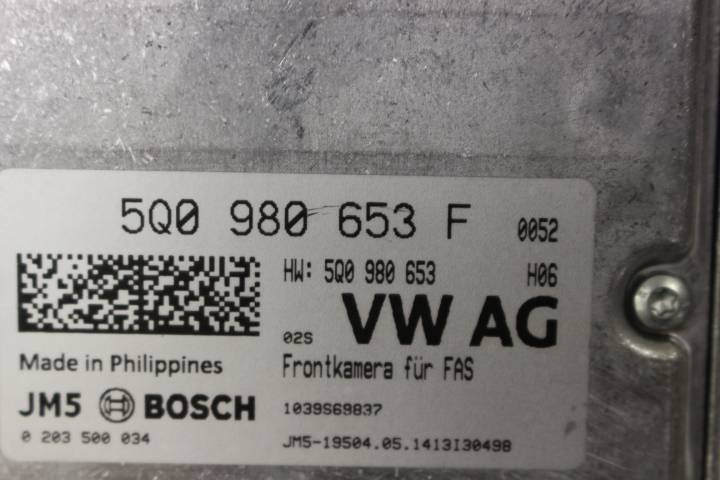 5Q0 980 653 F 0052
HW: 5Q0 980 653 H06
02S VW AG
Made in Philippines Frontkamera für FAS
JM5 BOSCH 1039S69837
0 203 500 034 JM5-19504.05.1413130498